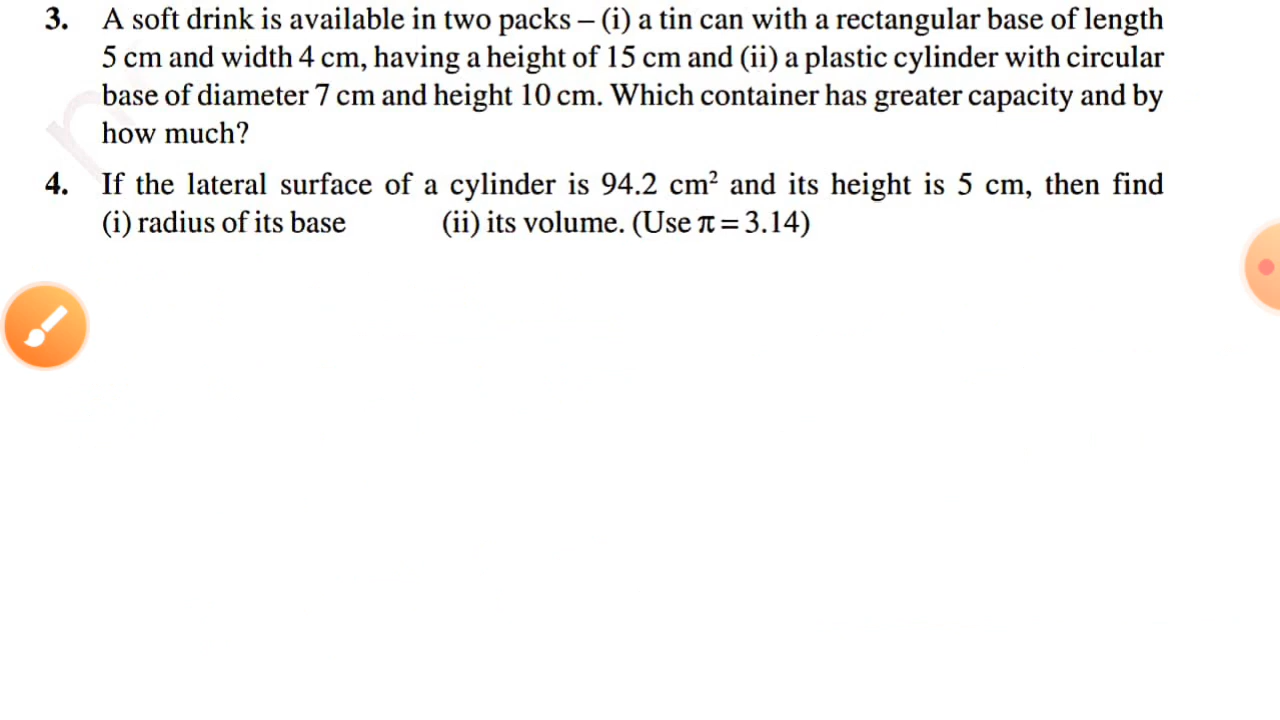 3. A soft drink is available in two packs – (i) a tin can with a rectangular base of length
5 cm and width 4 cm, having a height of 15 cm and (ii) a plastic cylinder with circular
base of diameter 7 cm and height 10 cm. Which container has greater capacity and by
how much?
4. If the lateral surface of a cylinder is 94.2 cm² and its height is 5 cm, then find
(i) radius of its base (ii) its volume. (Use π = 3.14)